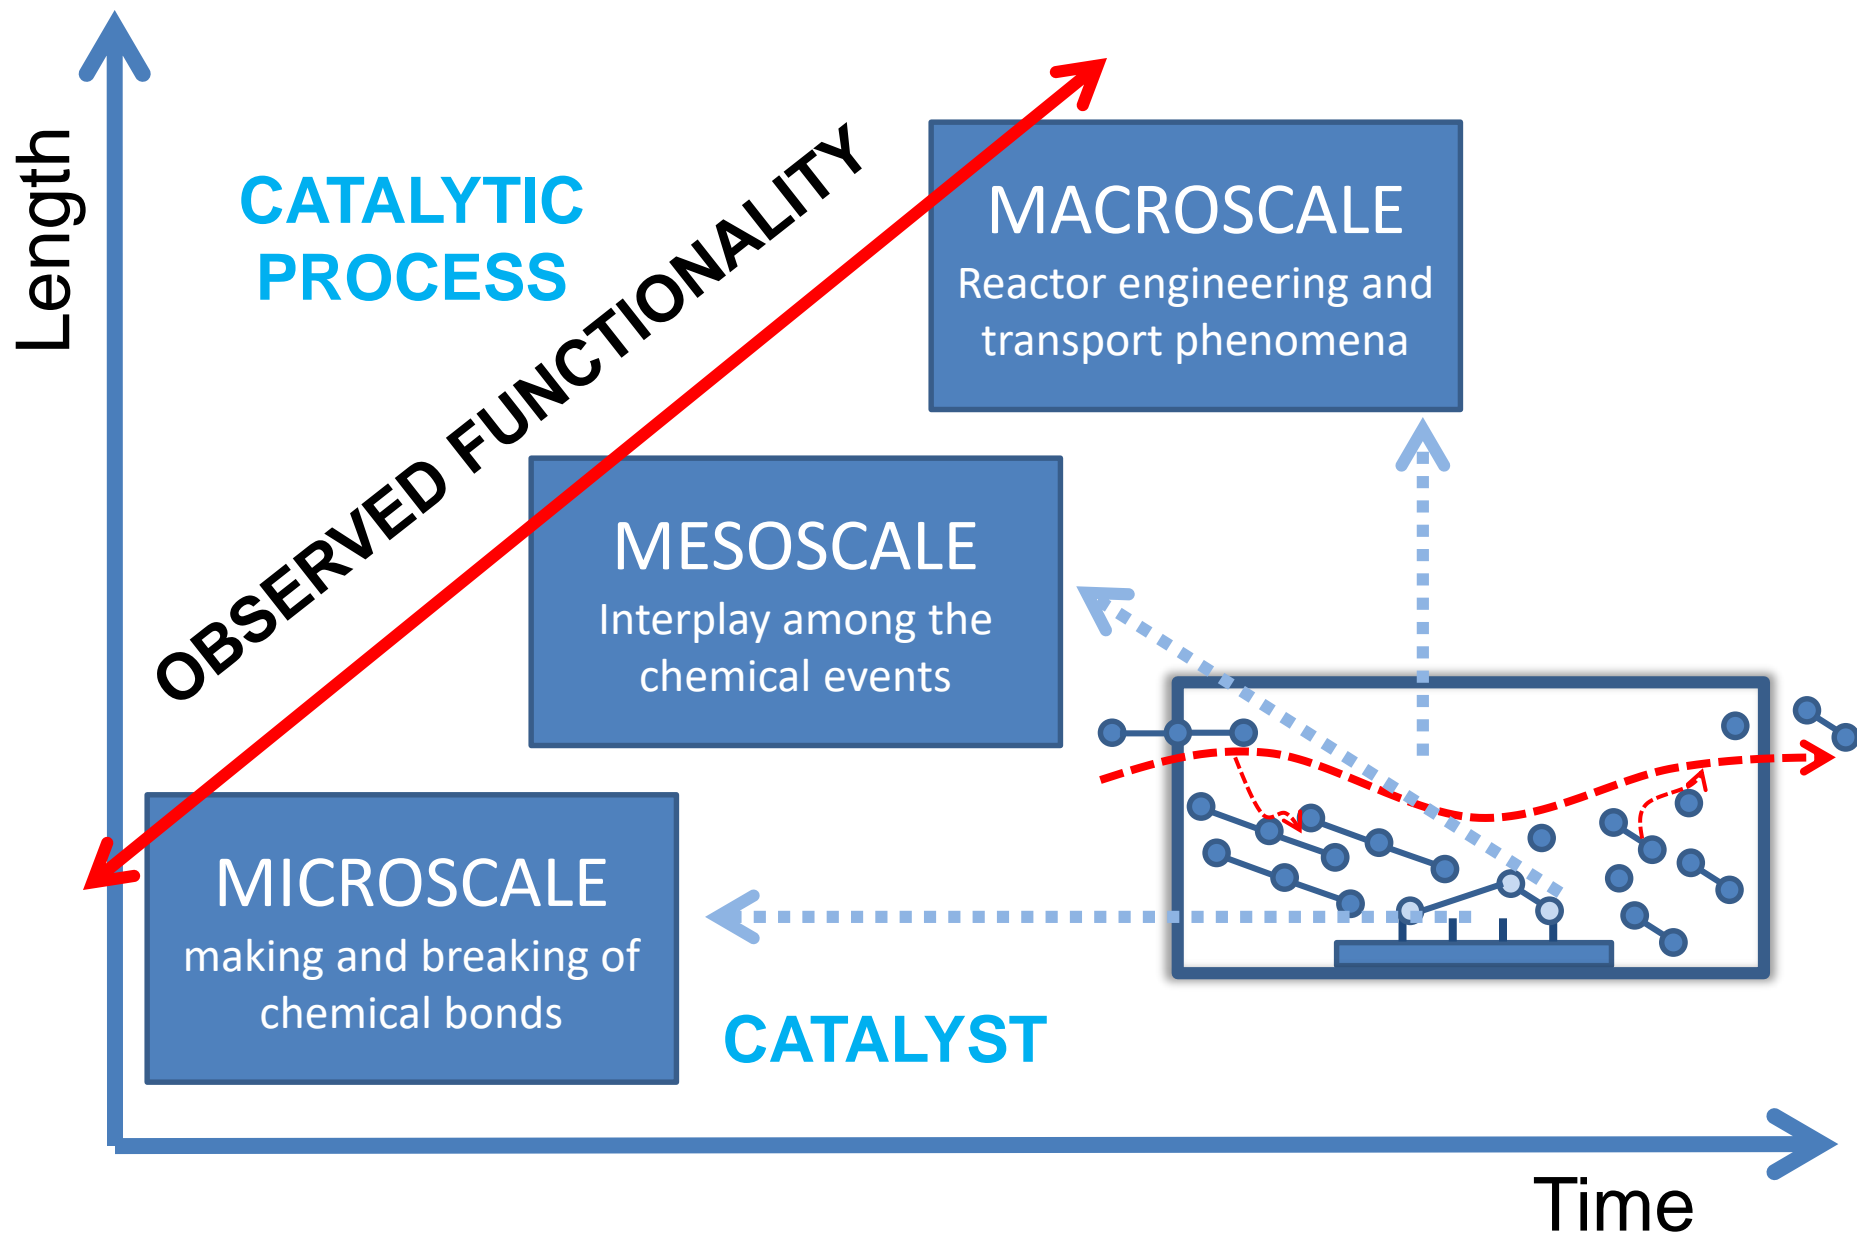 Length
CATALYTIC
PROCESS
OBSERVED FUNCTIONALITY
MACROSCALE
Reactor engineering and
transport phenomena
MESOSCALE
Interplay among the
chemical events
MICROSCALE
making and breaking of
chemical bonds
CATALYST
Time